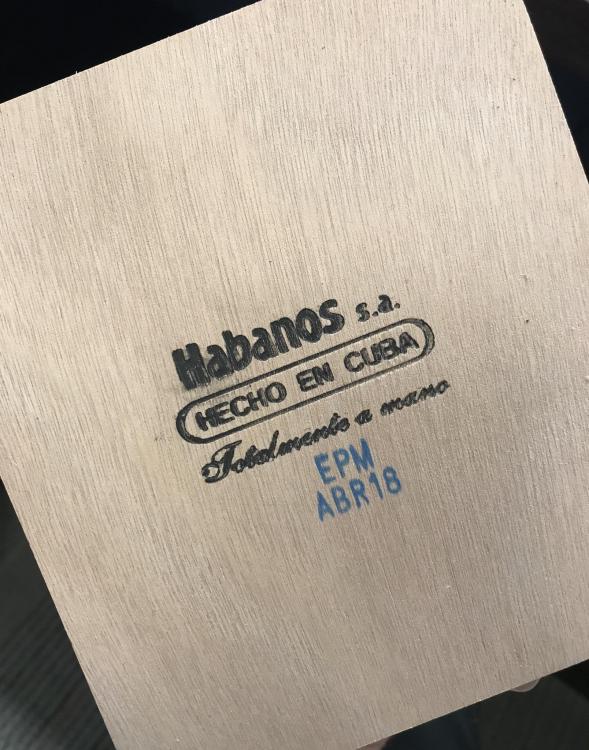 Habanos s.a.
HECHO EN CUBA
Totalmente a mano
EPM
ABR18